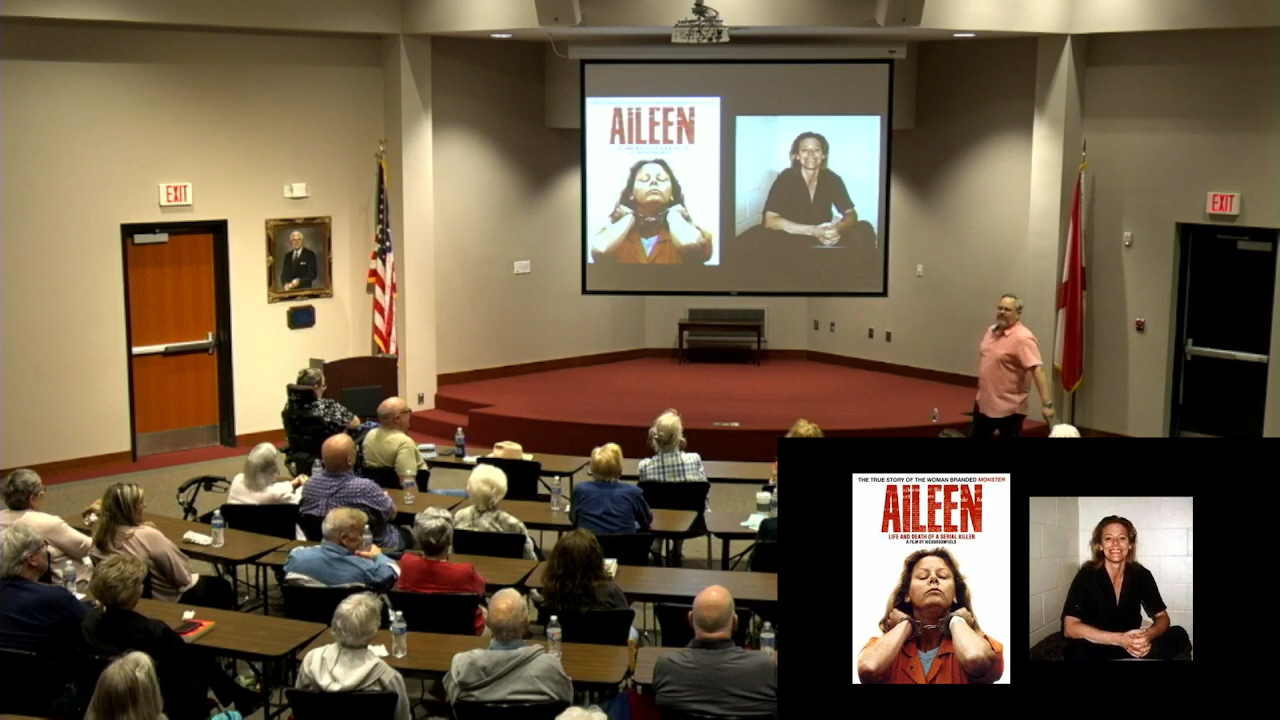 AILEEN
EXIT
EXIT
THE TRUE STORY OF THE WOMAN BRANDED MONSTER
AILEEN
LIFE AND DEATH OF A SERIAL KILLER
A FILM BY NICK BROOMFIELD